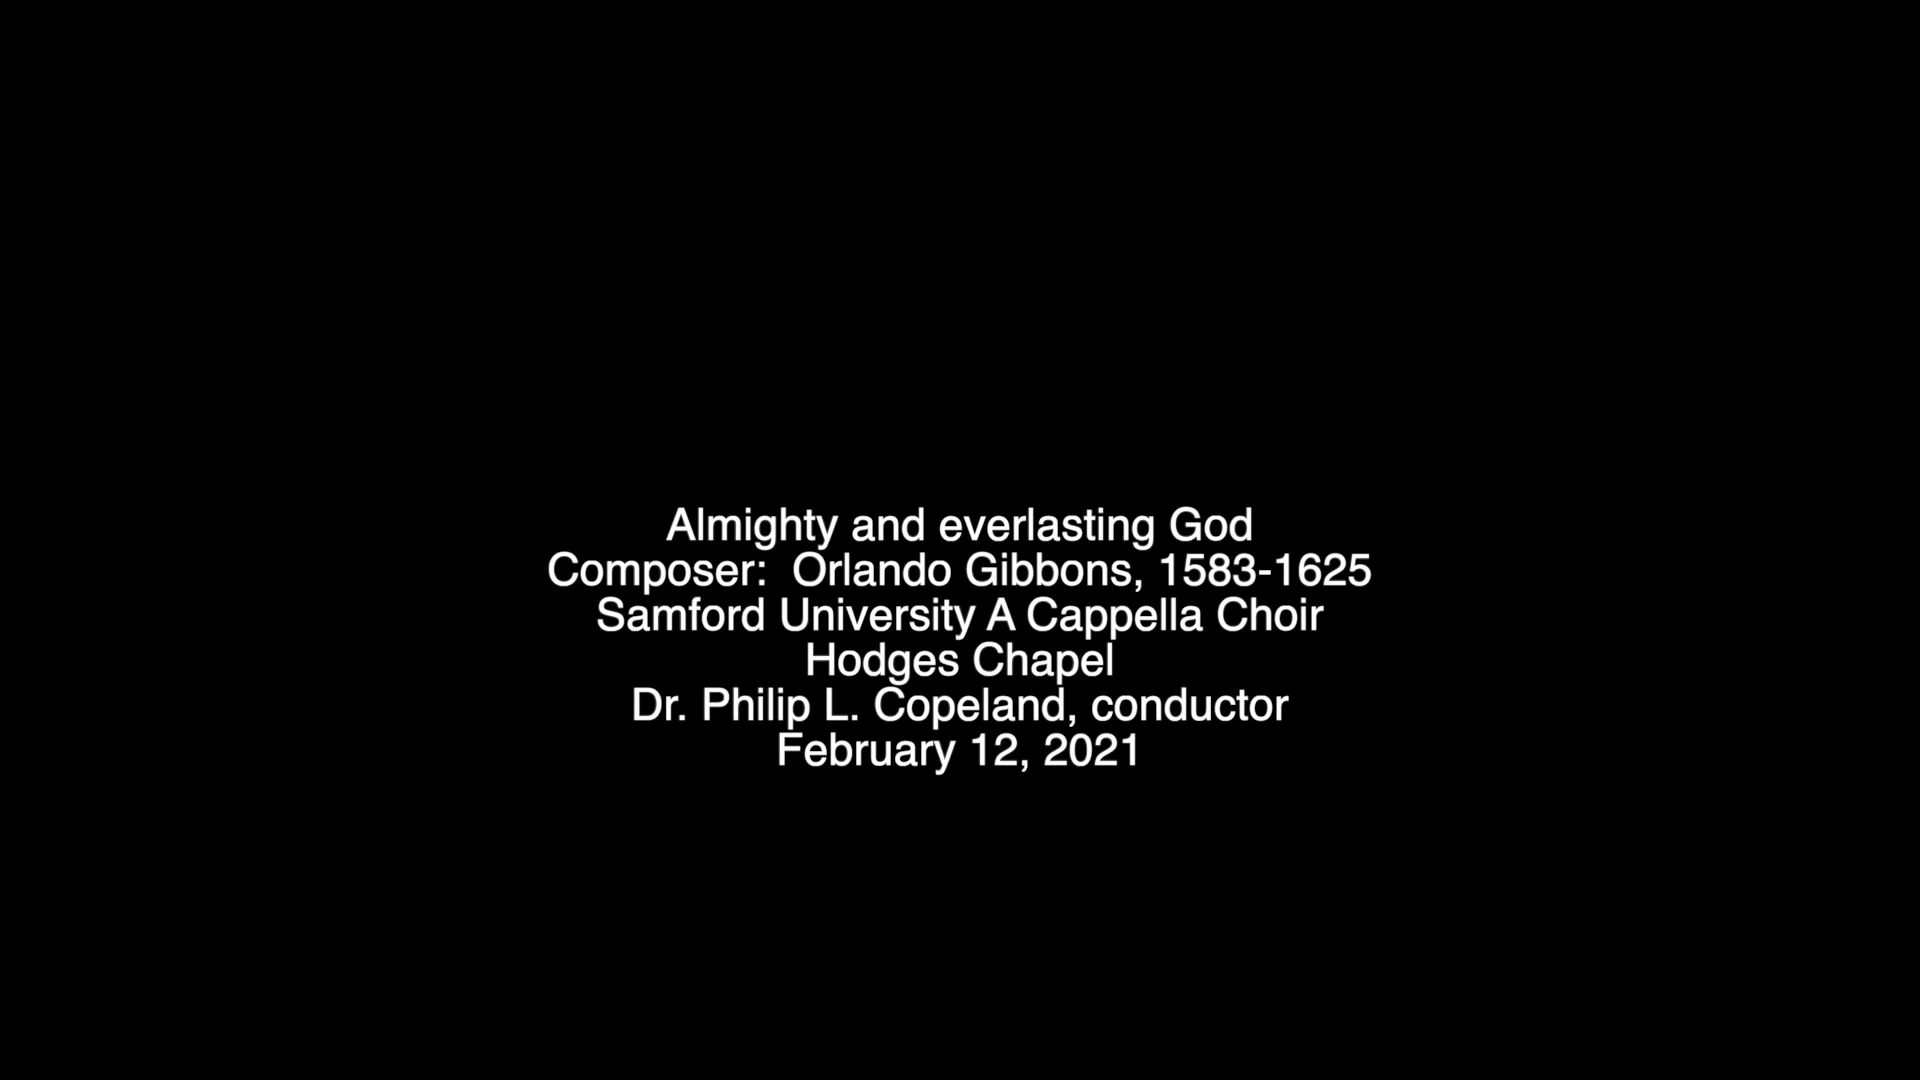 Almighty and everlasting God
Composer:  Orlando Gibbons, 1583-1625
Samford University A Cappella Choir
Hodges Chapel
Dr. Philip L. Copeland, conductor
February 12, 2021